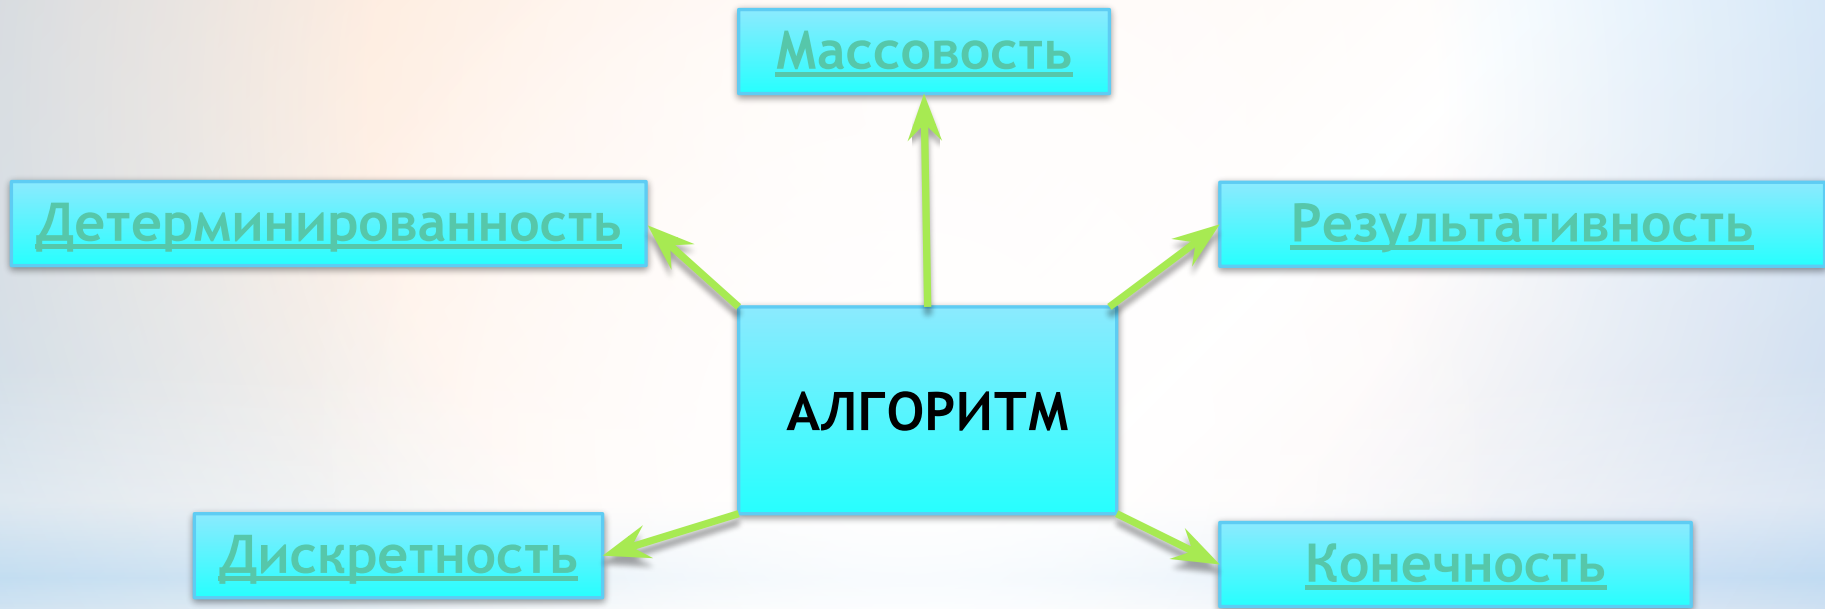 Массовость
Детерминированность
Результативность
АЛГОРИТМ
Дискретность
Конечность